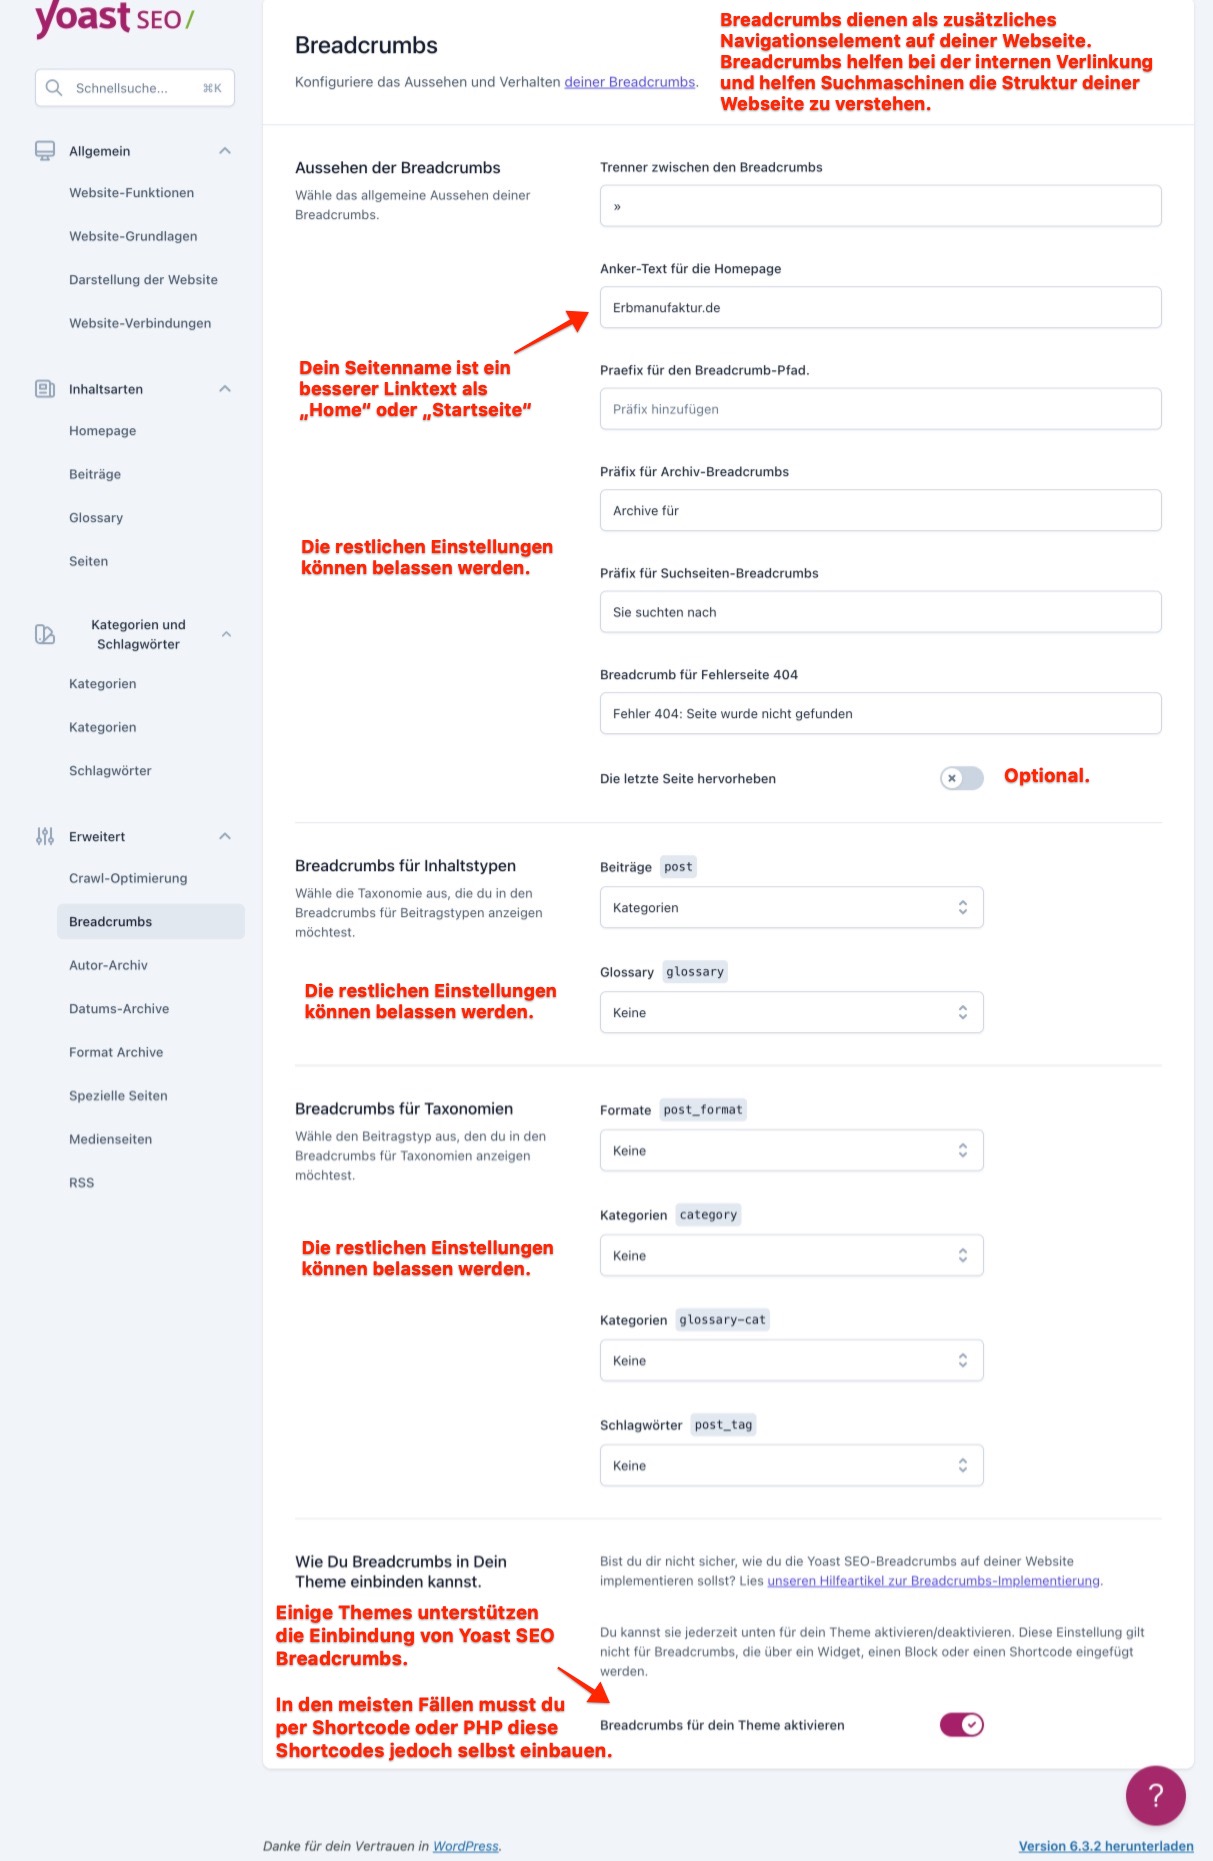 yoast SEO/
Schnellsuche...
⌘K
Allgemein
Website-Funktionen
Website-Grundlagen
Darstellung der Website
Website-Verbindungen
Inhaltsarten
Homepage
Beiträge
Glossary
Seiten
Kategorien und
Schlagwörter
Kategorien
Kategorien
Schlagwörter
Erweitert
Crawl-Optimierung
Breadcrumbs
Autor-Archiv
Datums-Archive
Format Archive
Spezielle Seiten
Medienseiten
RSS
Breadcrumbs
Konfiguriere das Aussehen und Verhalten deiner Breadcrumbs.
Breadcrumbs dienen als zusätzliches
Navigationselement auf deiner Webseite.
Breadcrumbs helfen bei der internen Verlinkung
und helfen Suchmaschinen die Struktur deiner
Webseite zu verstehen.
Aussehen der Breadcrumbs
Wähle das allgemeine Aussehen deiner
Breadcrumbs.
Trenner zwischen den Breadcrumbs
»
Anker-Text für die Homepage
Erbmanufaktur.de
Dein Seitenname ist ein
besserer Linktext als
„Home“ oder „Startseite“
Praefix für den Breadcrumb-Pfad.
Präfix hinzufügen
Präfix für Archiv-Breadcrumbs
Archive für
Die restlichen Einstellungen
können belassen werden.
Präfix für Suchseiten-Breadcrumbs
Sie suchten nach
Breadcrumb für Fehlerseite 404
Fehler 404: Seite wurde nicht gefunden
Die letzte Seite hervorheben
Optional.
Breadcrumbs für Inhaltstypen
Wähle die Taxonomie aus, die du in den
Breadcrumbs für Beitragstypen anzeigen
möchtest.
Beiträge post
Kategorien
Glossary glossary
Keine
Die restlichen Einstellungen
können belassen werden.
Breadcrumbs für Taxonomien
Wähle den Beitragstyp aus, den du in den
Breadcrumbs für Taxonomien anzeigen
möchtest.
Formate post_format
Keine
Kategorien category
Keine
Die restlichen Einstellungen
können belassen werden.
Kategorien glossary-cat
Keine
Schlagwörter post_tag
Keine
Wie Du Breadcrumbs in Dein
Theme einbinden kannst.
Bist du dir nicht sicher, wie du die Yoast SEO-Breadcrumbs auf deiner Website
implementieren sollst? Lies unseren Hilfeartikel zur Breadcrumbs-Implementierung.
Einige Themes unterstützen
die Einbindung von Yoast SEO
Breadcrumbs.
Du kannst sie jederzeit unten für dein Theme aktivieren/deaktivieren. Diese Einstellung gilt
nicht für Breadcrumbs, die über ein Widget, einen Block oder einen Shortcode eingefügt
werden.
In den meisten Fällen musst du
per Shortcode oder PHP diese
Shortcodes jedoch selbst einbauen.
Breadcrumbs für dein Theme aktivieren
?
Danke für dein Vertrauen in WordPress.
Version 6.3.2 herunterladen